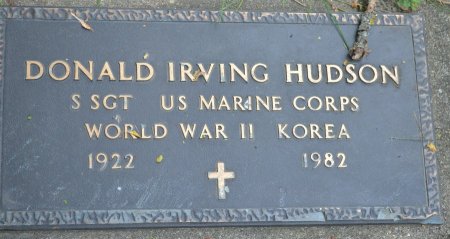 DONALD IRVING HUDSON
S SGT US MARINE CORPS
WORLD WAR II KOREA
1922 1982